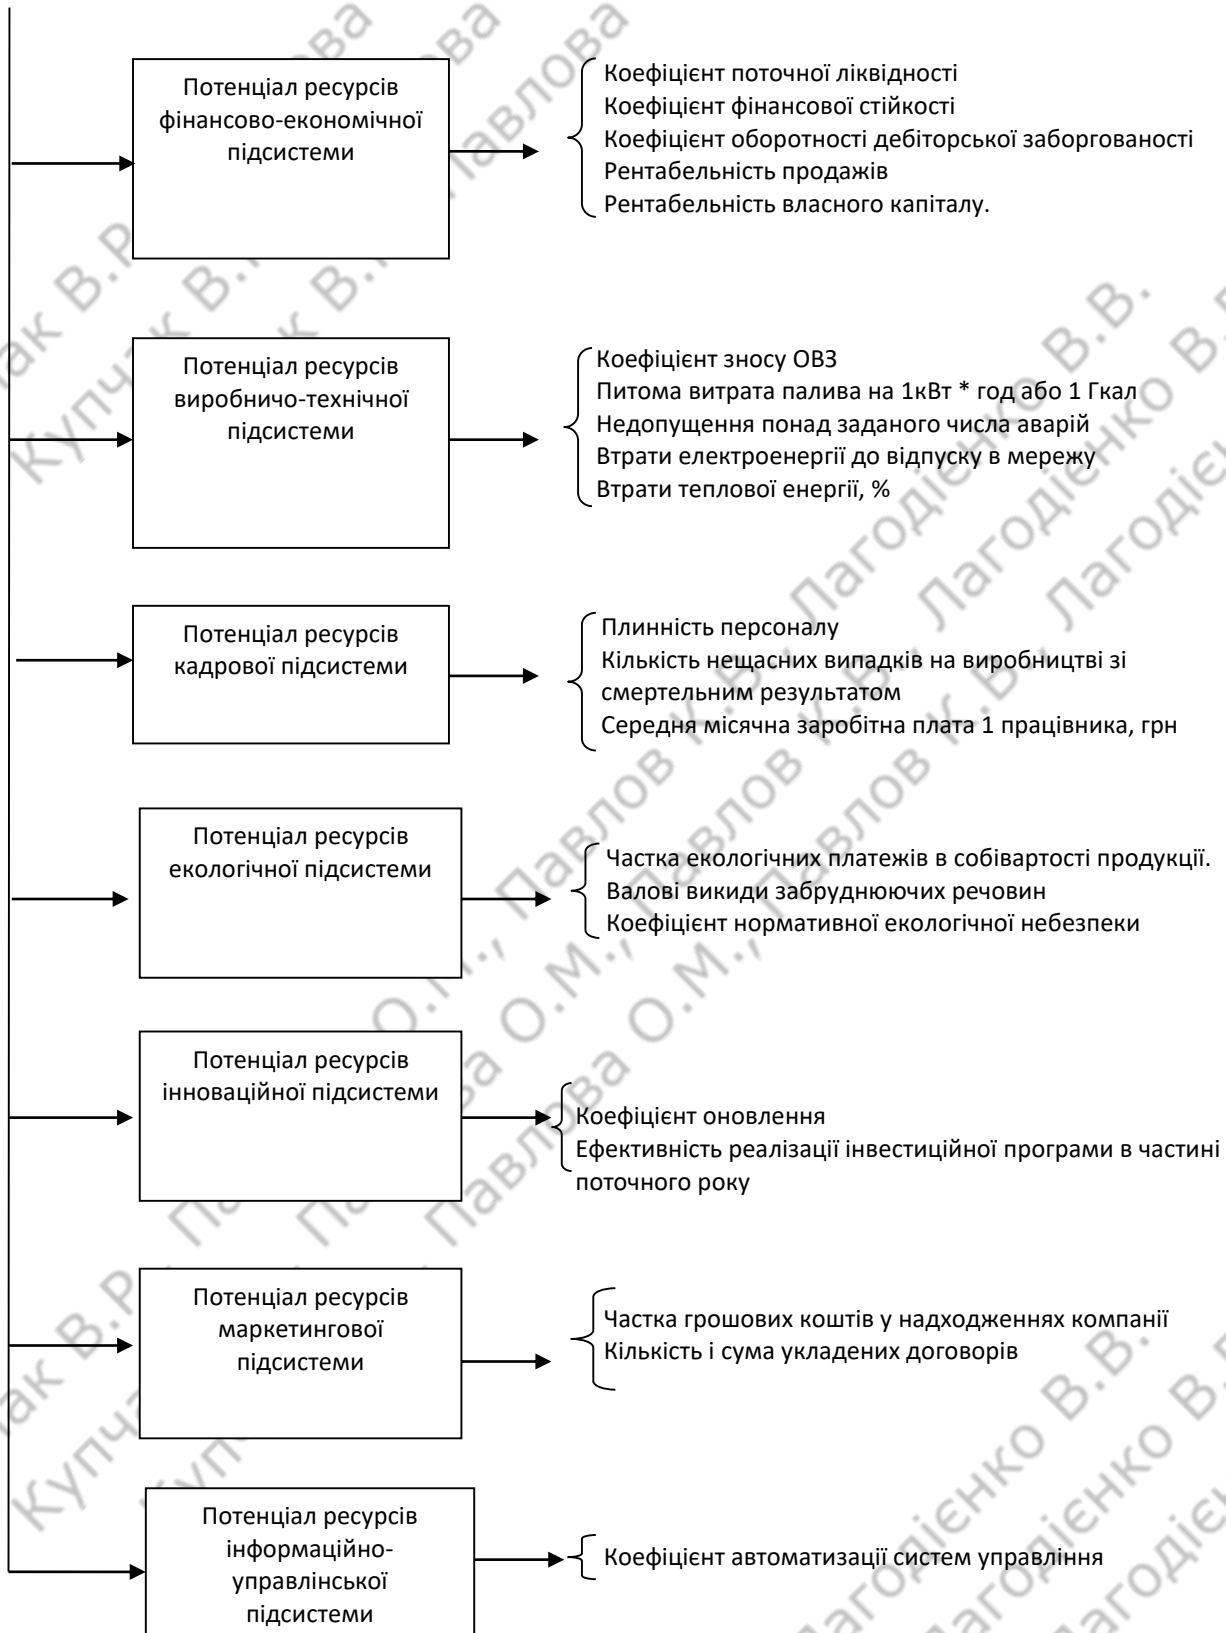 Потенціал ресурсів
фінансово-економічної
підсистеми
Коефіцієнт поточної ліквідності
Коефіцієнт фінансової стійкості
Коефіцієнт оборотності дебіторської заборгованості
Рентабельність продажів
Рентабельність власного капіталу.
Потенціал ресурсів
виробничо-технічної
підсистеми
Коефіцієнт зносу ОВЗ
Питома витрата палива на 1кВт * год або 1 Гкал
Недопущення понад заданого числа аварій
Втрати електроенергії до відпуску в мережу
Втрати теплової енергії, %
Потенціал ресурсів
кадрової підсистеми
Плинність персоналу
Кількість нещасних випадків на виробництві зі
смертельним результатом
Середня місячна заробітна плата 1 працівника, грн
Потенціал ресурсів
екологічної підсистеми
Частка екологічних платежів в собівартості продукції.
Валові викиди забруднюючих речовин
Коефіцієнт нормативної екологічної небезпеки
Потенціал ресурсів
інноваційної підсистеми
Коефіцієнт оновлення
Ефективність реалізації інвестиційної програми в частині
поточного року
Потенціал ресурсів
маркетингової
підсистеми
Частка грошових коштів у надходженнях компанії
Кількість і сума укладених договорів
Потенціал ресурсів
інформаційно-
управлінської
підсистеми
Коефіцієнт автоматизації систем управління